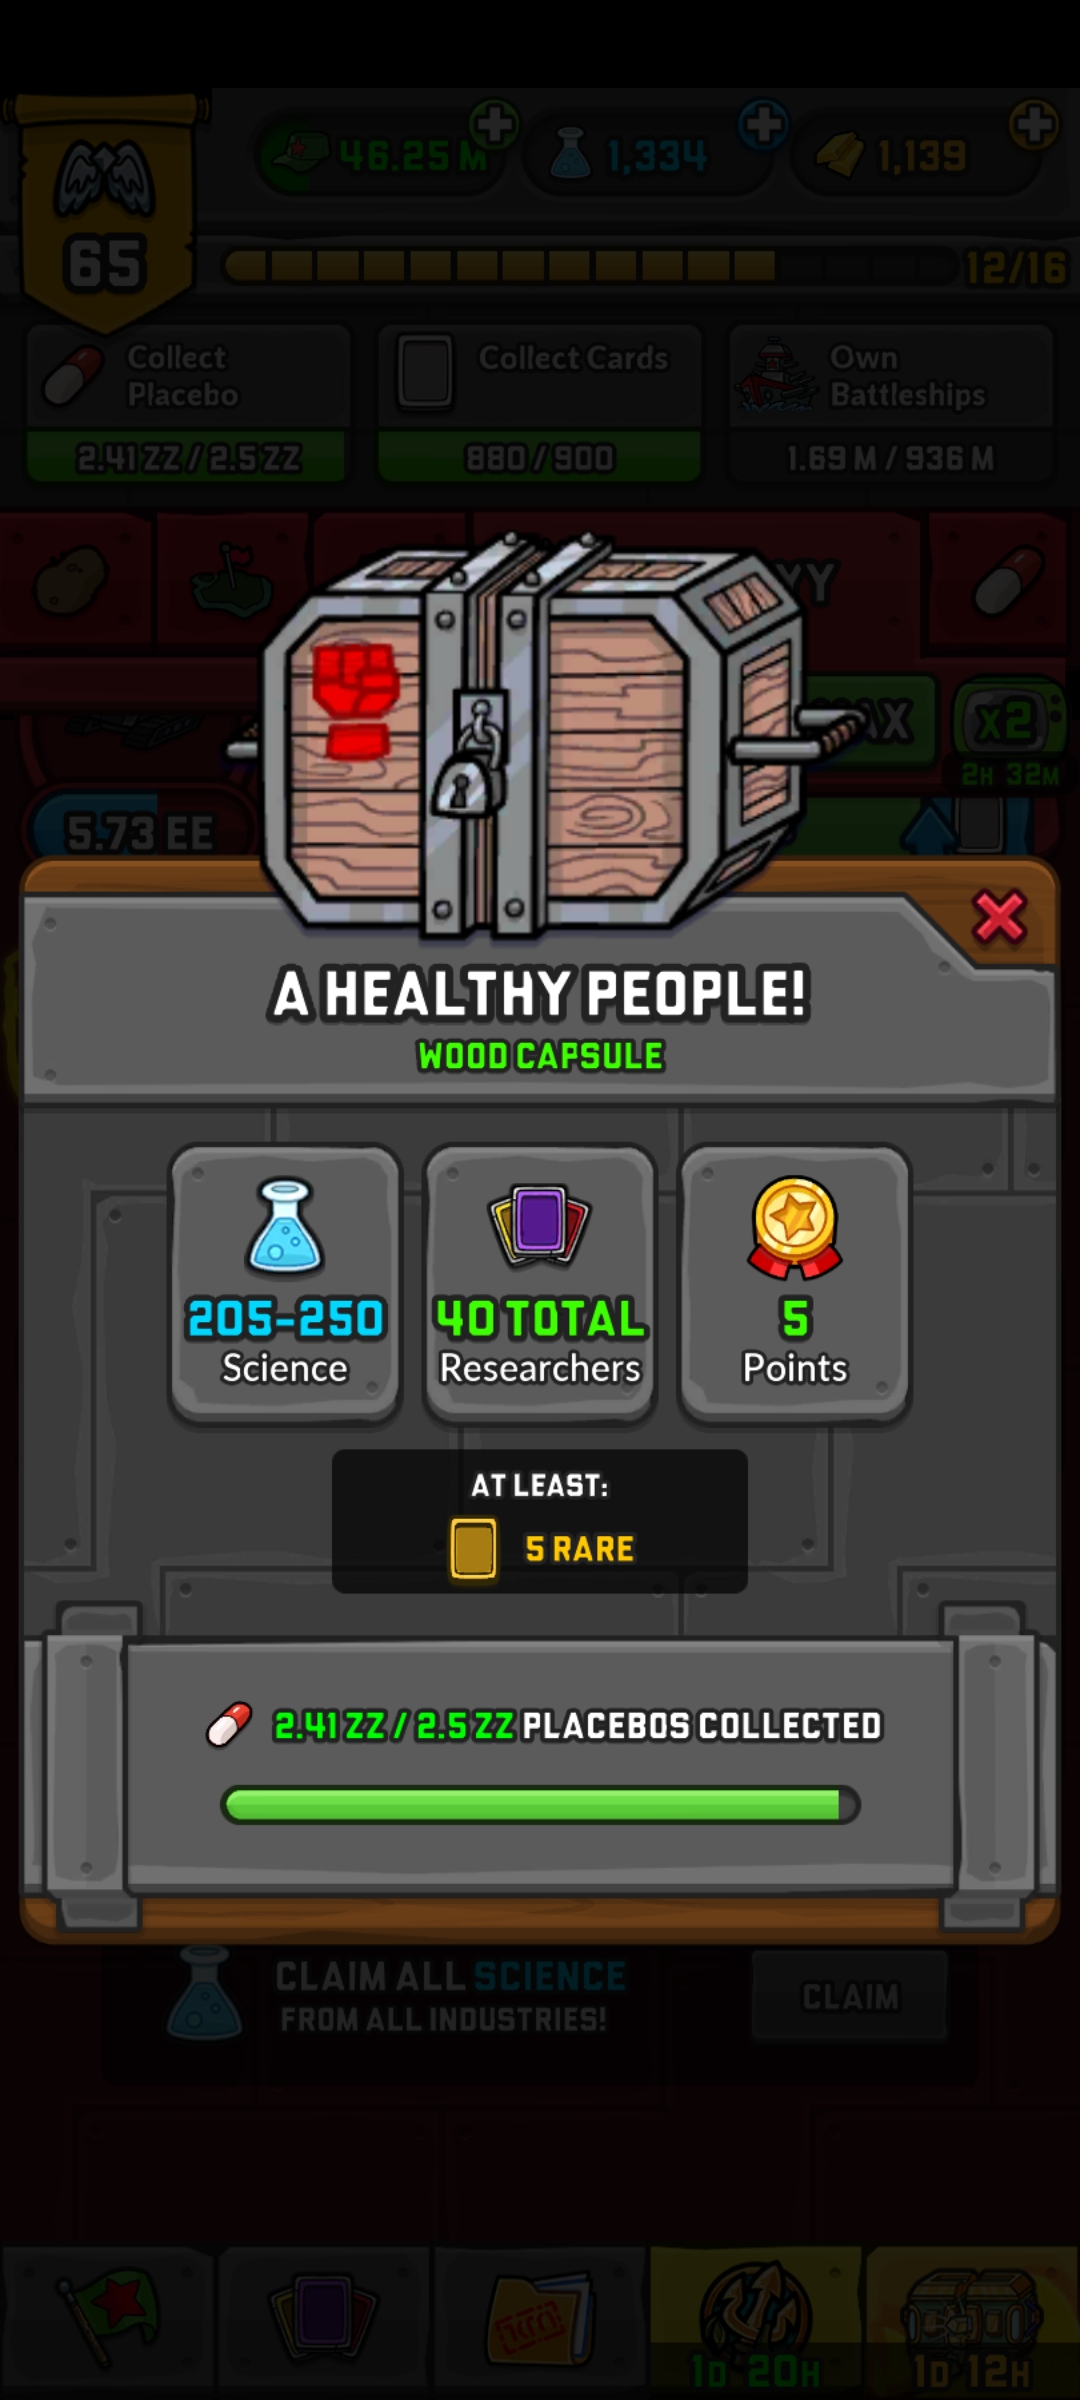 46.25 M
1,334
1,139
65
12/16
Collect
Placebo
Collect Cards
Own
Battleships
2.41 ZZ / 2.5 ZZ
880 / 900
1.69 M / 936 M
X2
2H 32M
5.73 EE
A HEALTHY PEOPLE!
WOOD CAPSULE
205-250
Science
40 TOTAL
Researchers
5
Points
AT LEAST:
5 RARE
2.41 ZZ / 2.5 ZZ PLACEBOS COLLECTED
CLAIM ALL SCIENCE
FROM ALL INDUSTRIES!
CLAIM
1D 20H
1D 12H